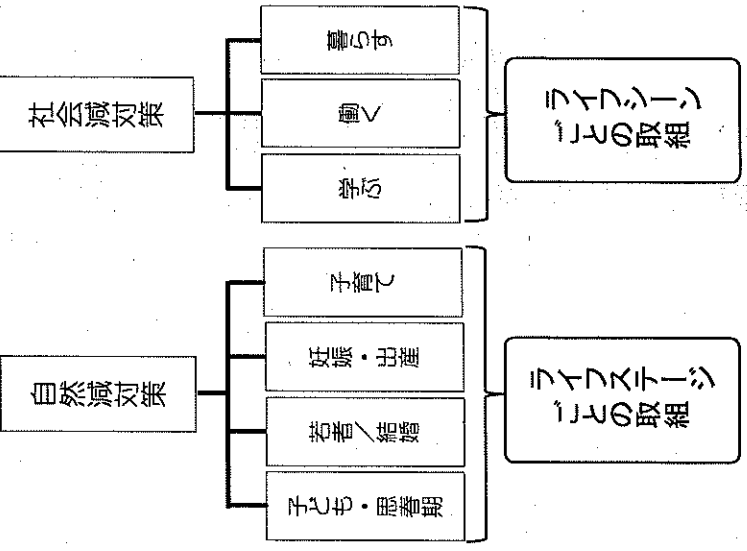 自然減対策
子ども・思春期
若者／結婚
妊娠・出産
子育て
ライフステージ
ごとの取組
社会減対策
学ぶ
働く
暮らす
ライフシーン
ごとの取組